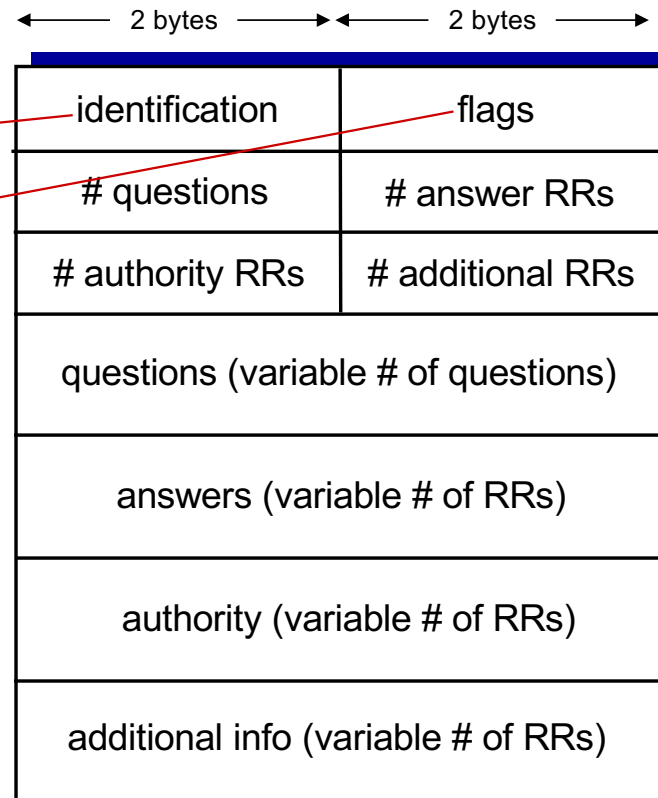 2 bytes 2 bytes
identification flags
# questions # answer RRs
# authority RRs # additional RRs
questions (variable # of questions)
answers (variable # of RRs)
authority (variable # of RRs)
additional info (variable # of RRs)